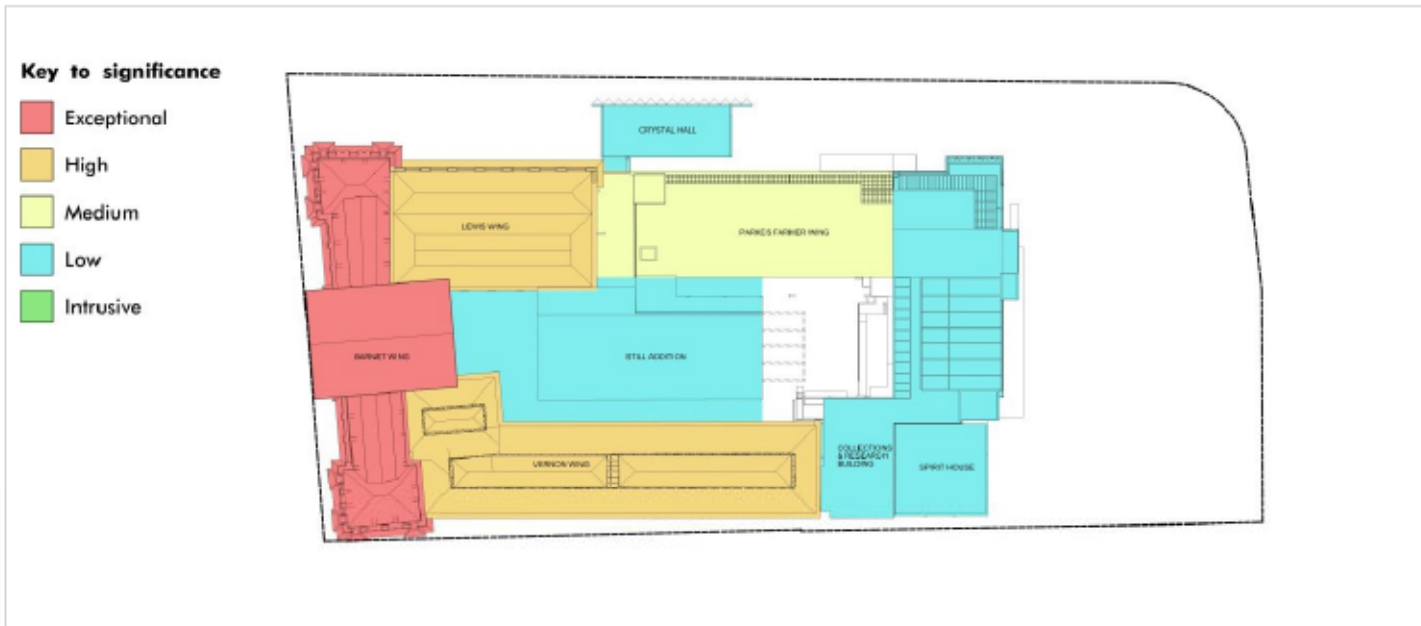 Key to significance
Exceptional
High
Medium
Low
Intrusive
CRYSTAL HALL
LEWIS WING
PARKES FARMER WING
BARNET WING
STILL ADDITION
VERNON WING
COLLECTIONS
& RESEARCH
BUILDING
SPIRIT HOUSE